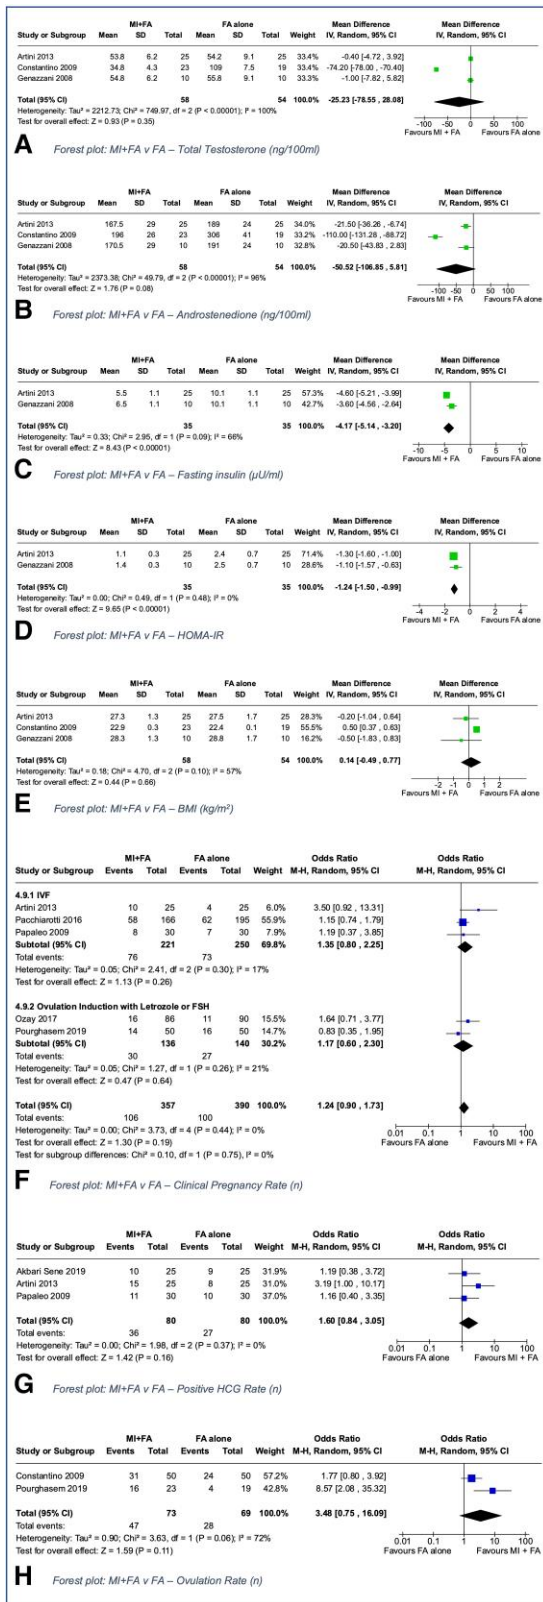 MI+FA FA alone Mean Difference Mean Difference
Study or Subgroup Mean SD Total Mean SD Total Weight IV, Random, 95% CI IV, Random, 95% CI
Artini 2013 53.8 6.2 25 54.2 9.1 25 33.4% -0.40 [-4.72 , 3.92]
Constantino 2009 34.8 4.3 23 109 7.5 19 33.2% -74.20 [-78.00 , -70.40]
Genazzani 2008 54.8 6.2 10 55.8 9.1 10 33.4% -1.00 [-7.82 , 5.82]
Total (95% CI) 58 54 100.0% -25.23 [-78.55 , 28.08]
Heterogeneity: Tau² = 2212.73; Chi² = 749.97, df = 2 (P < 0.00001); I² = 100%
Test for overall effect: Z = 0.93 (P = 0.35)
-100 -50 0 50 100
Favours MI + FA Favours FA alone
A Forest plot: MI+FA v FA – Total Testosterone (ng/100ml)
MI+FA FA alone Mean Difference Mean Difference
Study or Subgroup Mean SD Total Mean SD Total Weight IV, Random, 95% CI IV, Random, 95% CI
Artini 2013 167.5 29 25 189 24 25 34.0% -21.50 [-36.26 , -6.74]
Constantino 2009 196 26 23 306 41 19 33.2% -110.00 [-131.28 , -88.72]
Genazzani 2008 170.5 29 10 191 24 10 32.8% -20.50 [-43.83 , 2.83]
Total (95% CI) 58 54 100.0% -50.52 [-106.85 , 5.81]
Heterogeneity: Tau² = 2373.38; Chi² = 49.79, df = 2 (P < 0.00001); I² = 96%
Test for overall effect: Z = 1.76 (P = 0.08)
-100 -50 0 50 100
Favours MI + FA Favours FA alone
B Forest plot: MI+FA v FA – Androstenedione (ng/100ml)
MI+FA FA alone Mean Difference Mean Difference
Study or Subgroup Mean SD Total Mean SD Total Weight IV, Random, 95% CI IV, Random, 95% CI
Artini 2013 5.5 1.1 25 10.1 1.1 25 57.3% -4.60 [-5.21 , -3.99]
Genazzani 2008 6.5 1.1 10 10.1 1.1 10 42.7% -3.60 [-4.56 , -2.64]
Total (95% CI) 35 35 100.0% -4.17 [-5.14 , -3.20]
Heterogeneity: Tau² = 0.33; Chi² = 2.95, df = 1 (P = 0.09); I² = 66%
Test for overall effect: Z = 8.43 (P < 0.00001)
-10 -5 0 5 10
Favours MI + FA Favours FA alone
C Forest plot: MI+FA v FA – Fasting insulin (µU/ml)
MI+FA FA alone Mean Difference Mean Difference
Study or Subgroup Mean SD Total Mean SD Total Weight IV, Random, 95% CI IV, Random, 95% CI
Artini 2013 1.1 0.3 25 2.4 0.7 25 71.4% -1.30 [-1.60 , -1.00]
Genazzani 2008 1.4 0.3 10 2.5 0.7 10 28.6% -1.10 [-1.57 , -0.63]
Total (95% CI) 35 35 100.0% -1.24 [-1.50 , -0.99]
Heterogeneity: Tau² = 0.00; Chi² = 0.49, df = 1 (P = 0.48); I² = 0%
Test for overall effect: Z = 9.65 (P < 0.00001)
-4 -2 0 2 4
Favours MI + FA Favours FA alone
D Forest plot: MI+FA v FA – HOMA-IR
MI+FA FA alone Mean Difference Mean Difference
Study or Subgroup Mean SD Total Mean SD Total Weight IV, Random, 95% CI IV, Random, 95% CI
Artini 2013 27.3 1.3 25 27.5 1.7 25 28.3% -0.20 [-1.04 , 0.64]
Constantino 2009 22.9 0.3 23 22.4 0.1 19 55.5% 0.50 [0.37 , 0.63]
Genazzani 2008 28.3 1.3 10 28.8 1.7 10 16.2% -0.50 [-1.83 , 0.83]
Total (95% CI) 58 54 100.0% 0.14 [-0.49 , 0.77]
Heterogeneity: Tau² = 0.18; Chi² = 4.70, df = 2 (P = 0.10); I² = 57%
Test for overall effect: Z = 0.44 (P = 0.66)
-2 -1 0 1 2
Favours MI + FA Favours FA alone
E Forest plot: MI+FA v FA – BMI (kg/m²)
MI+FA FA alone Odds Ratio Odds Ratio
Study or Subgroup Events Total Events Total Weight M-H, Random, 95% CI M-H, Random, 95% CI
4.9.1 IVF
Artini 2013 10 25 4 25 6.0% 3.50 [0.92 , 13.31]
Pacchiarotti 2016 58 166 62 195 55.9% 1.15 [0.74 , 1.79]
Papaleo 2009 8 30 7 30 7.9% 1.19 [0.37 , 3.85]
Subtotal (95% CI) 221 250 69.8% 1.35 [0.80 , 2.25]
Total events: 76 73
Heterogeneity: Tau² = 0.05; Chi² = 2.41, df = 2 (P = 0.30); I² = 17%
Test for overall effect: Z = 1.13 (P = 0.26)
4.9.2 Ovulation Induction with Letrozole or FSH
Ozay 2017 16 86 11 90 15.5% 1.64 [0.71 , 3.77]
Pourghasem 2019 14 50 16 50 14.7% 0.83 [0.35 , 1.95]
Subtotal (95% CI) 136 140 30.2% 1.17 [0.60 , 2.30]
Total events: 30 27
Heterogeneity: Tau² = 0.05; Chi² = 1.27, df = 1 (P = 0.26); I² = 21%
Test for overall effect: Z = 0.47 (P = 0.64)
Total (95% CI) 357 390 100.0% 1.24 [0.90 , 1.73]
Total events: 106 100
Heterogeneity: Tau² = 0.00; Chi² = 3.73, df = 4 (P = 0.44); I² = 0%
Test for overall effect: Z = 1.30 (P = 0.19)
Test for subgroup differences: Chi² = 0.10, df = 1 (P = 0.75), I² = 0%
0.01 0.1 1 10 100
Favours FA alone Favours MI + FA
F Forest plot: MI+FA v FA – Clinical Pregnancy Rate (n)
MI+FA FA alone Odds Ratio Odds Ratio
Study or Subgroup Events Total Events Total Weight M-H, Random, 95% CI M-H, Random, 95% CI
Akbari Sene 2019 10 25 9 25 31.9% 1.19 [0.38 , 3.72]
Artini 2013 15 25 8 25 31.0% 3.19 [1.00 , 10.17]
Papaleo 2009 11 30 10 30 37.1% 1.16 [0.40 , 3.35]
Total (95% CI) 80 80 100.0% 1.60 [0.84 , 3.05]
Total events: 36 27
Heterogeneity: Tau² = 0.00; Chi² = 1.98, df = 2 (P = 0.37); I² = 0%
Test for overall effect: Z = 1.42 (P = 0.16)
0.01 0.1 1 10 100
Favours FA alone Favours MI + FA
G Forest plot: MI+FA v FA – Positive HCG Rate (n)
MI+FA FA alone Odds Ratio Odds Ratio
Study or Subgroup Events Total Events Total Weight M-H, Random, 95% CI M-H, Random, 95% CI
Constantino 2009 31 50 24 50 57.2% 1.77 [0.80 , 3.92]
Pourghasem 2019 16 23 4 19 42.8% 8.57 [2.08 , 35.32]
Total (95% CI) 73 69 100.0% 3.48 [0.75 , 16.09]
Total events: 47 28
Heterogeneity: Tau² = 0.90; Chi² = 3.63, df = 1 (P = 0.06); I² = 72%
Test for overall effect: Z = 1.59 (P = 0.11)
0.01 0.1 1 10 100
Favours FA alone Favours MI + FA
H Forest plot: MI+FA v FA – Ovulation Rate (n)